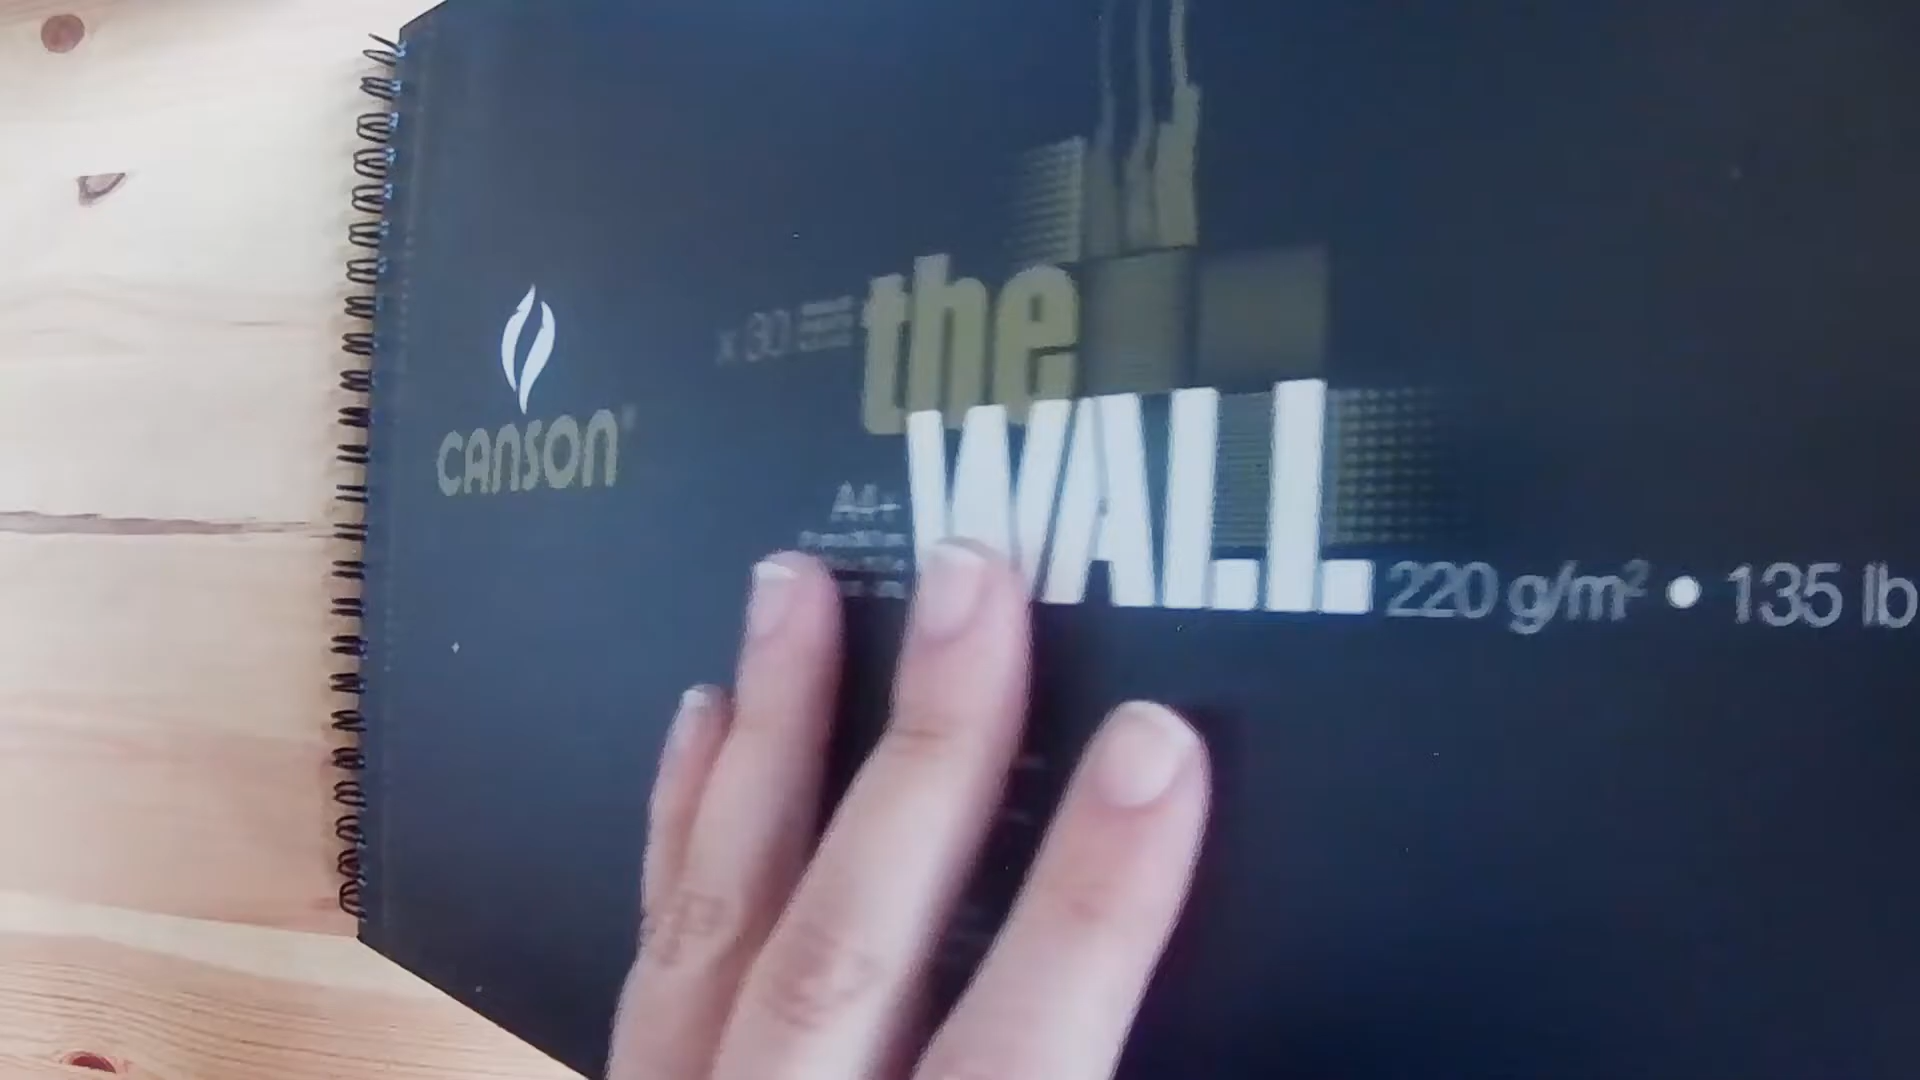 CANSON®
x 30
the
WALL
A4+
220 g/m² • 135 lb